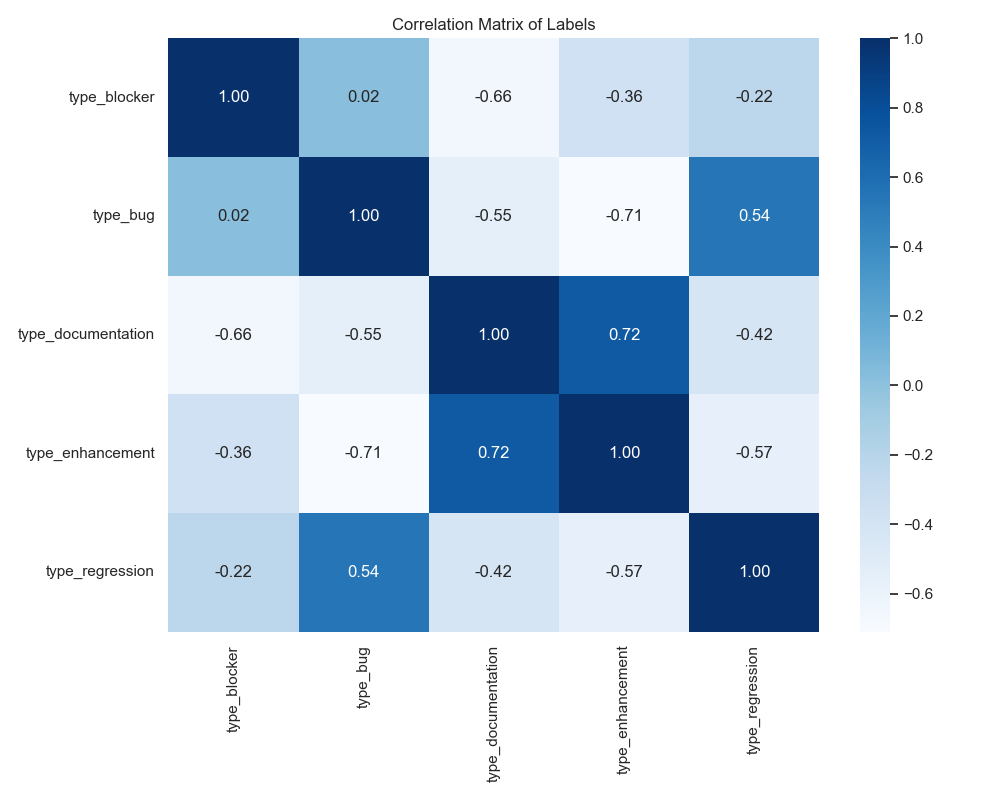 Correlation Matrix of Labels
type_blocker 1.00 0.02 -0.66 -0.36 -0.22
type_bug 0.02 1.00 -0.55 -0.71 0.54
type_documentation -0.66 -0.55 1.00 0.72 -0.42
type_enhancement -0.36 -0.71 0.72 1.00 -0.57
type_regression -0.22 0.54 -0.42 -0.57 1.00
type_blocker
type_bug
type_documentation
type_enhancement
type_regression
1.0
0.8
0.6
0.4
0.2
0.0
−0.2
−0.4
−0.6